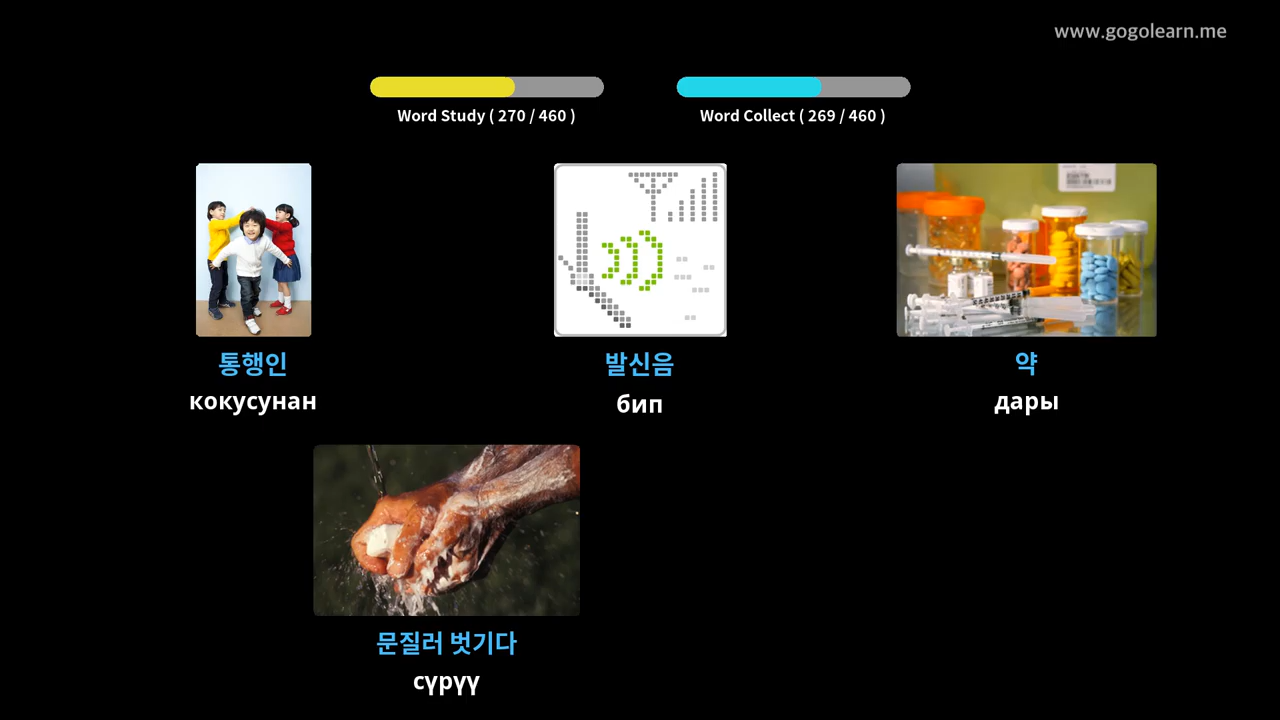 www.gogolearn.me
Word Study ( 270 / 460 )
Word Collect ( 269 / 460 )
통행인
кокусунан
발신음
бип
약
дары
문질러 벗기다
сүрүү